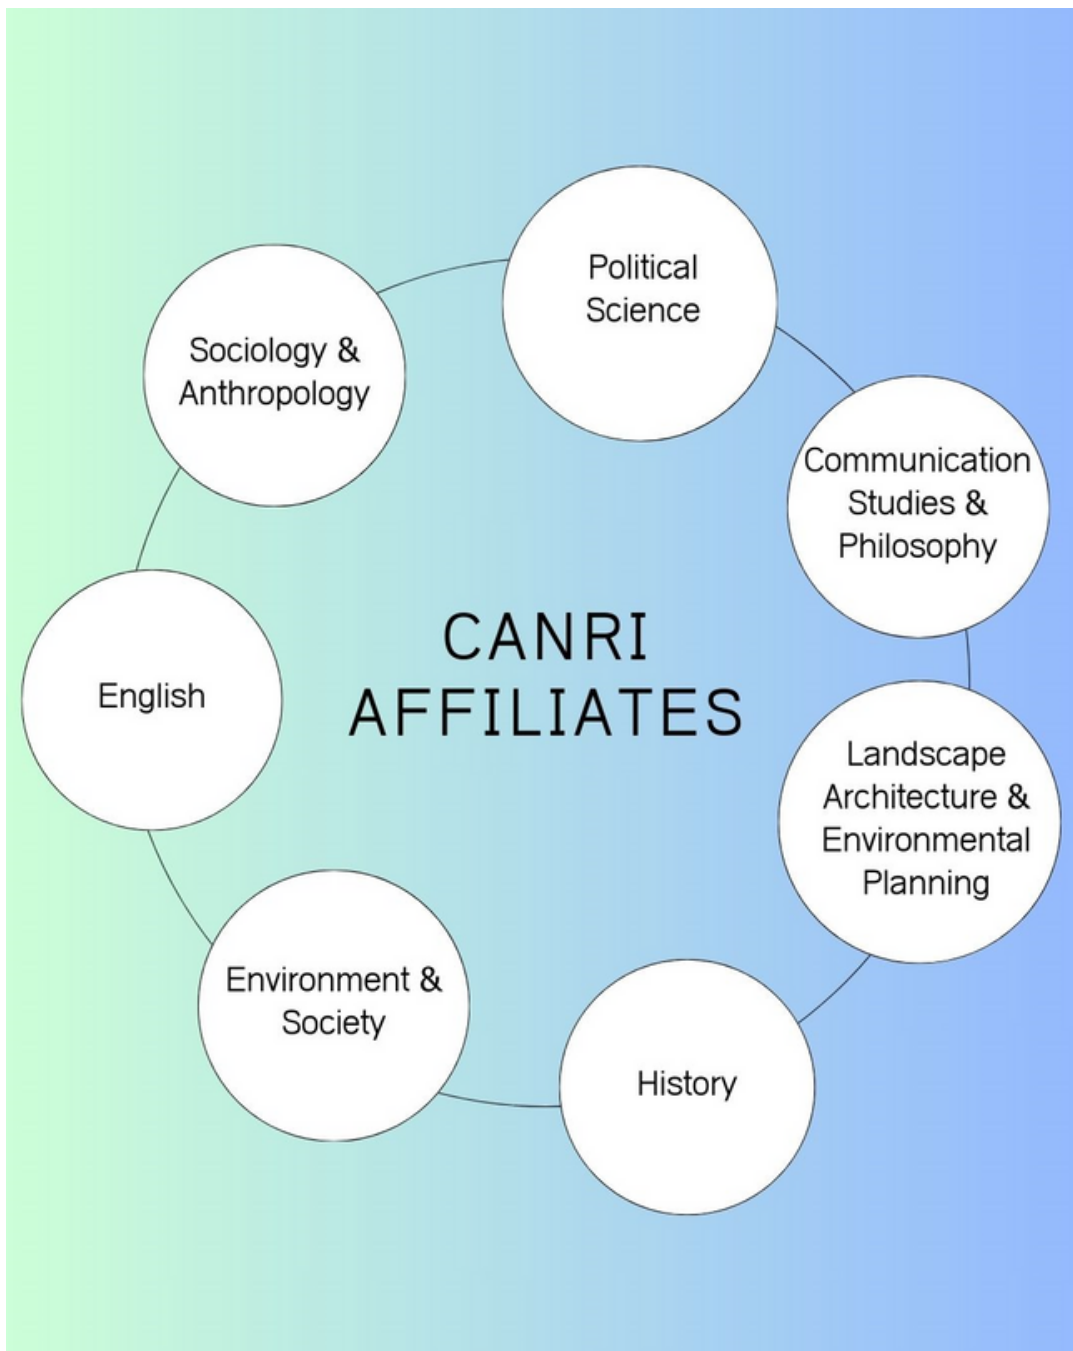 Political
Science
Sociology &
Anthropology
Communication
Studies &
Philosophy
CANRI
AFFILIATES
English
Landscape
Architecture &
Environmental
Planning
Environment &
Society
History